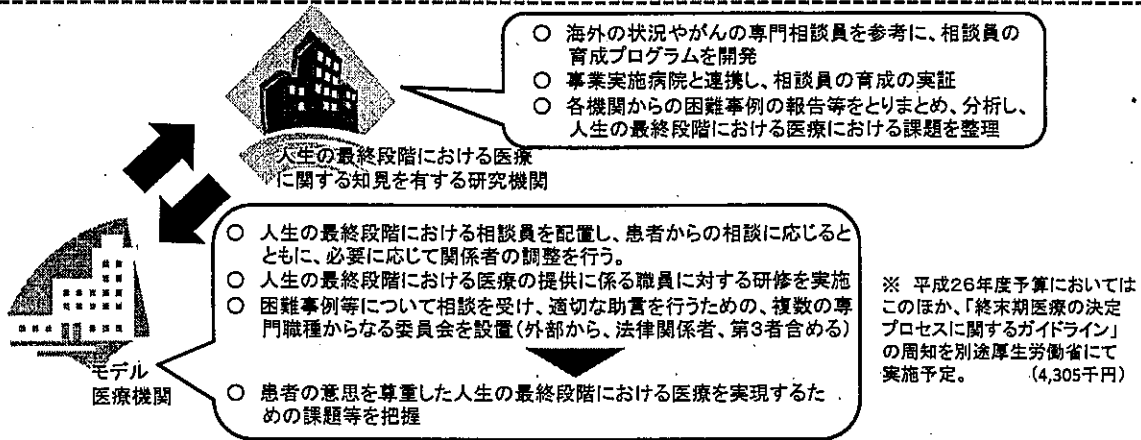 ○ 海外の状況やがんの専門相談員を参考に、相談員の
育成プログラムを開発
○ 事業実施病院と連携し、相談員の育成の実証
○ 各機関からの困難事例の報告等をとりまとめ、分析し、
人生の最終段階における医療における課題を整理
人生の最終段階における医療
に関する知見を有する研究機関
○ 人生の最終段階における相談員を配置し、患者からの相談に応じると
ともに、必要に応じて関係者の調整を行う。
○ 人生の最終段階における医療の提供に係る職員に対する研修を実施
○ 困難事例等について相談を受け、適切な助言を行うための、複数の専
門職種からなる委員会を設置(外部から、法律関係者、第3者含める)
○ 患者の意思を尊重した人生の最終段階における医療を実現するた
めの課題等を把握
モデル
医療機関
※ 平成26年度予算においては
このほか、「終末期医療の決定
プロセスに関するガイドライン」
の周知を別途厚生労働省にて
実施予定。 (4,305千円)